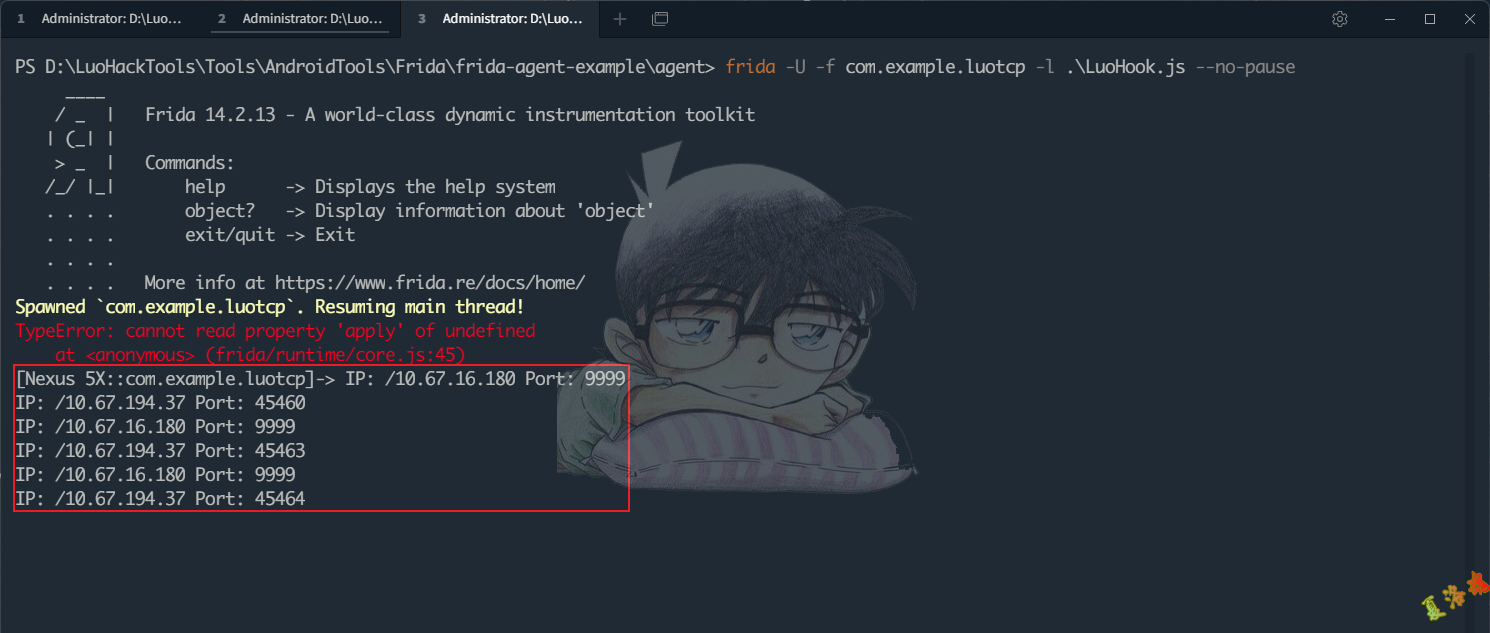 1 Administrator: D:\Luo... 2 Administrator: D:\Luo... 3 Administrator: D:\Luo...
PS D:\LuoHackTools\Tools\AndroidTools\Frida\frida-agent-example\agent> frida -U -f com.example.luotcp -l .\LuoHook.js --no-pause
     ____
    / _  |   Frida 14.2.13 - A world-class dynamic instrumentation toolkit
   | (_| |
    > _  |   Commands:
   /_/ |_|       help      -> Displays the help system
   . . . .       object?   -> Display information about 'object'
   . . . .       exit/quit -> Exit
   . . . .
   . . . .   More info at https://www.frida.re/docs/home/
Spawned `com.example.luotcp`. Resuming main thread!
TypeError: cannot read property 'apply' of undefined
    at <anonymous> (frida/runtime/core.js:45)
[Nexus 5X::com.example.luotcp]-> IP: /10.67.16.180 Port: 9999
IP: /10.67.194.37 Port: 45460
IP: /10.67.16.180 Port: 9999
IP: /10.67.194.37 Port: 45463
IP: /10.67.16.180 Port: 9999
IP: /10.67.194.37 Port: 45464